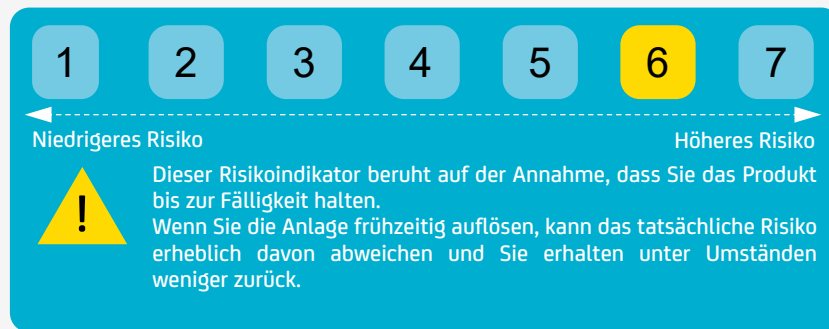 1 2 3 4 5 6 7
Niedrigeres Risiko Höheres Risiko
! Dieser Risikoindikator beruht auf der Annahme, dass Sie das Produkt
bis zur Fälligkeit halten.
Wenn Sie die Anlage frühzeitig auflösen, kann das tatsächliche Risiko
erheblich davon abweichen und Sie erhalten unter Umständen
weniger zurück.